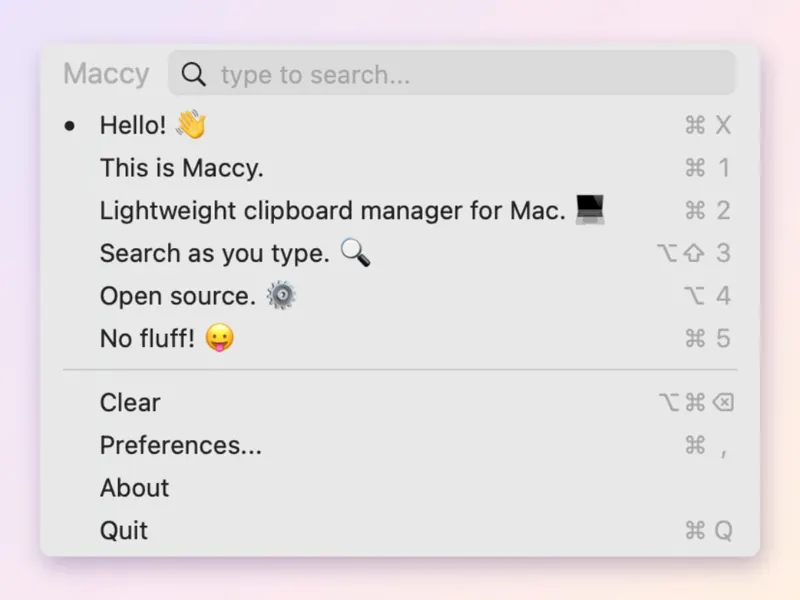 Maccy type to search...
• Hello! 👋 ⌘ X
This is Maccy. ⌘ 1
Lightweight clipboard manager for Mac. 💻 ⌘ 2
Search as you type. 🔍 ⌥⇧ 3
Open source. ⚙️ ⌥ 4
No fluff! 😛 ⌘ 5
Clear ⌥⌘⌫
Preferences... ⌘ ,
About
Quit ⌘ Q